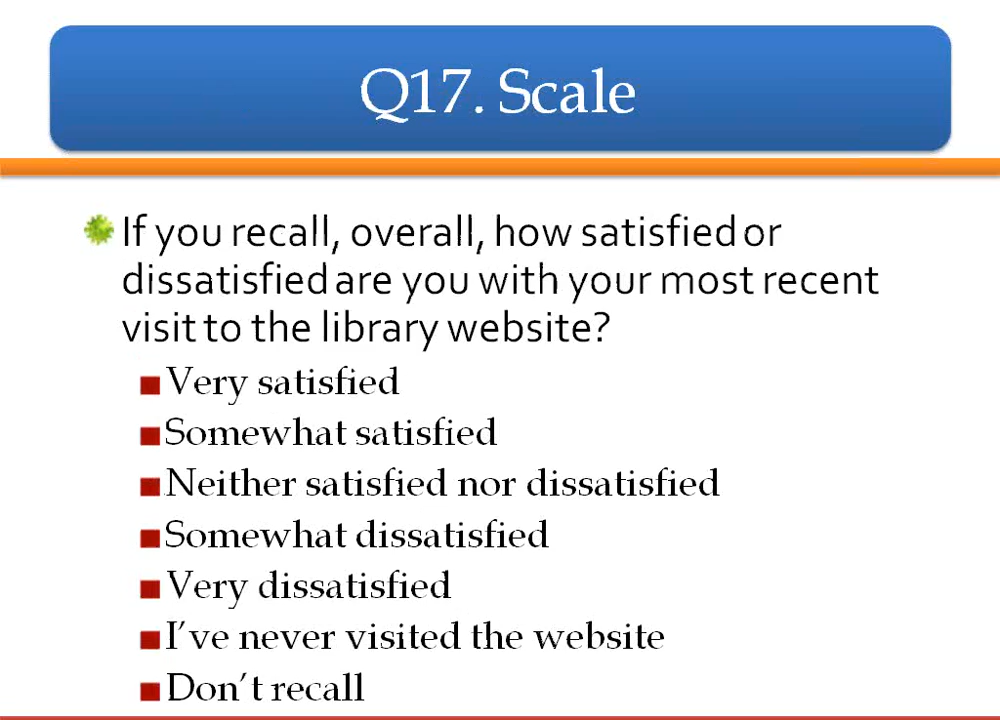 Q17. Scale
If you recall, overall, how satisfied or
dissatisfied are you with your most recent
visit to the library website?
Very satisfied
Somewhat satisfied
Neither satisfied nor dissatisfied
Somewhat dissatisfied
Very dissatisfied
I've never visited the website
Don't recall